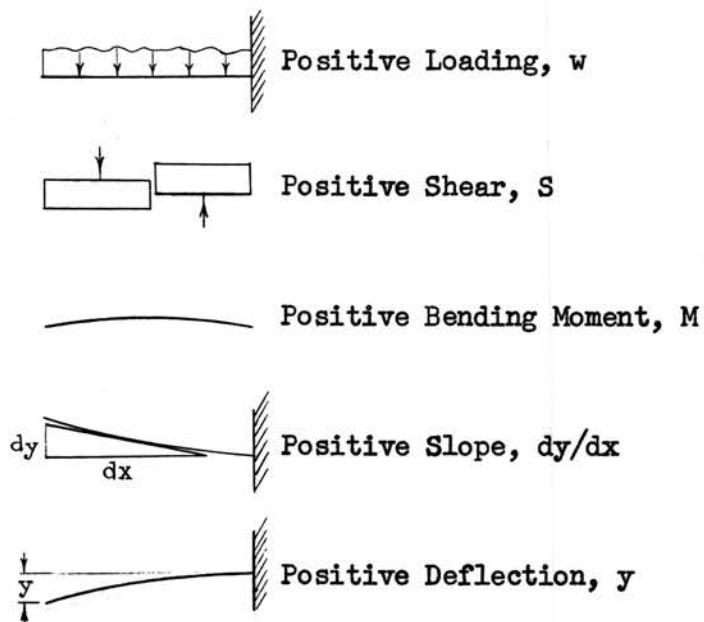 Positive Loading, w
Positive Shear, S
Positive Bending Moment, M
dy
dx
Positive Slope, dy/dx
y
Positive Deflection, y